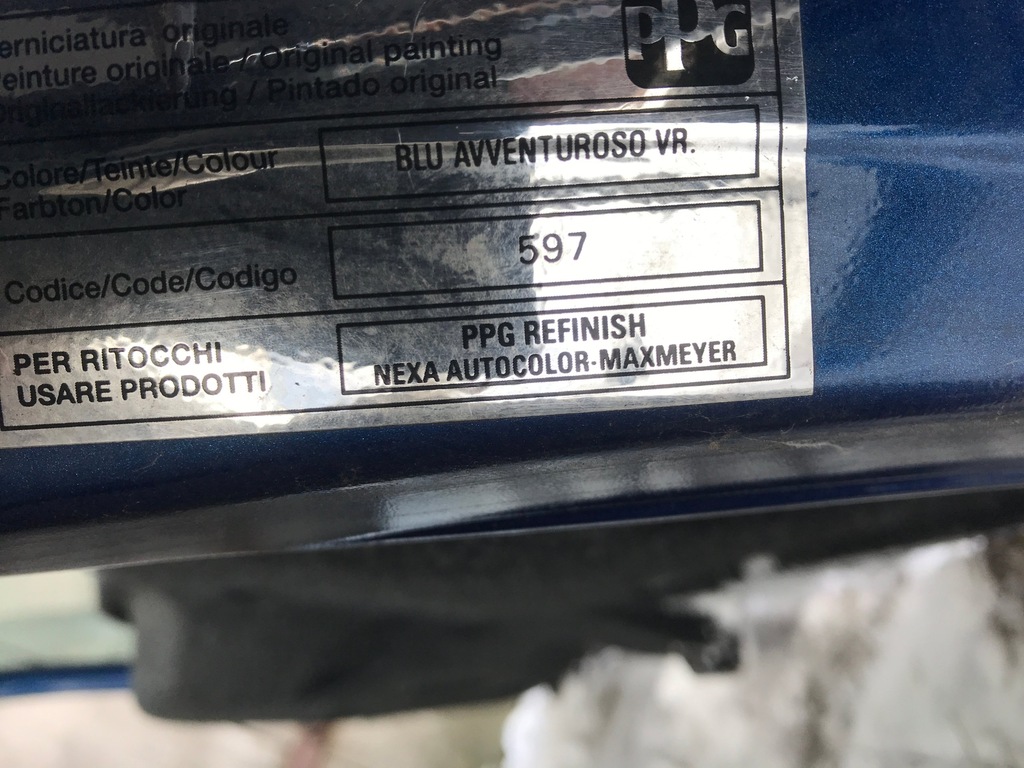 erniciatura originale
einture originale / Original painting
originallackierung / Pintado original
PPG
Colore/Teinte/Colour
Farbton/Color
BLU AVVENTUROSO VR.
Codice/Code/Codigo
597
PER RITOCCHI
USARE PRODOTTI
PPG REFINISH
NEXA AUTOCOLOR-MAXMEYER